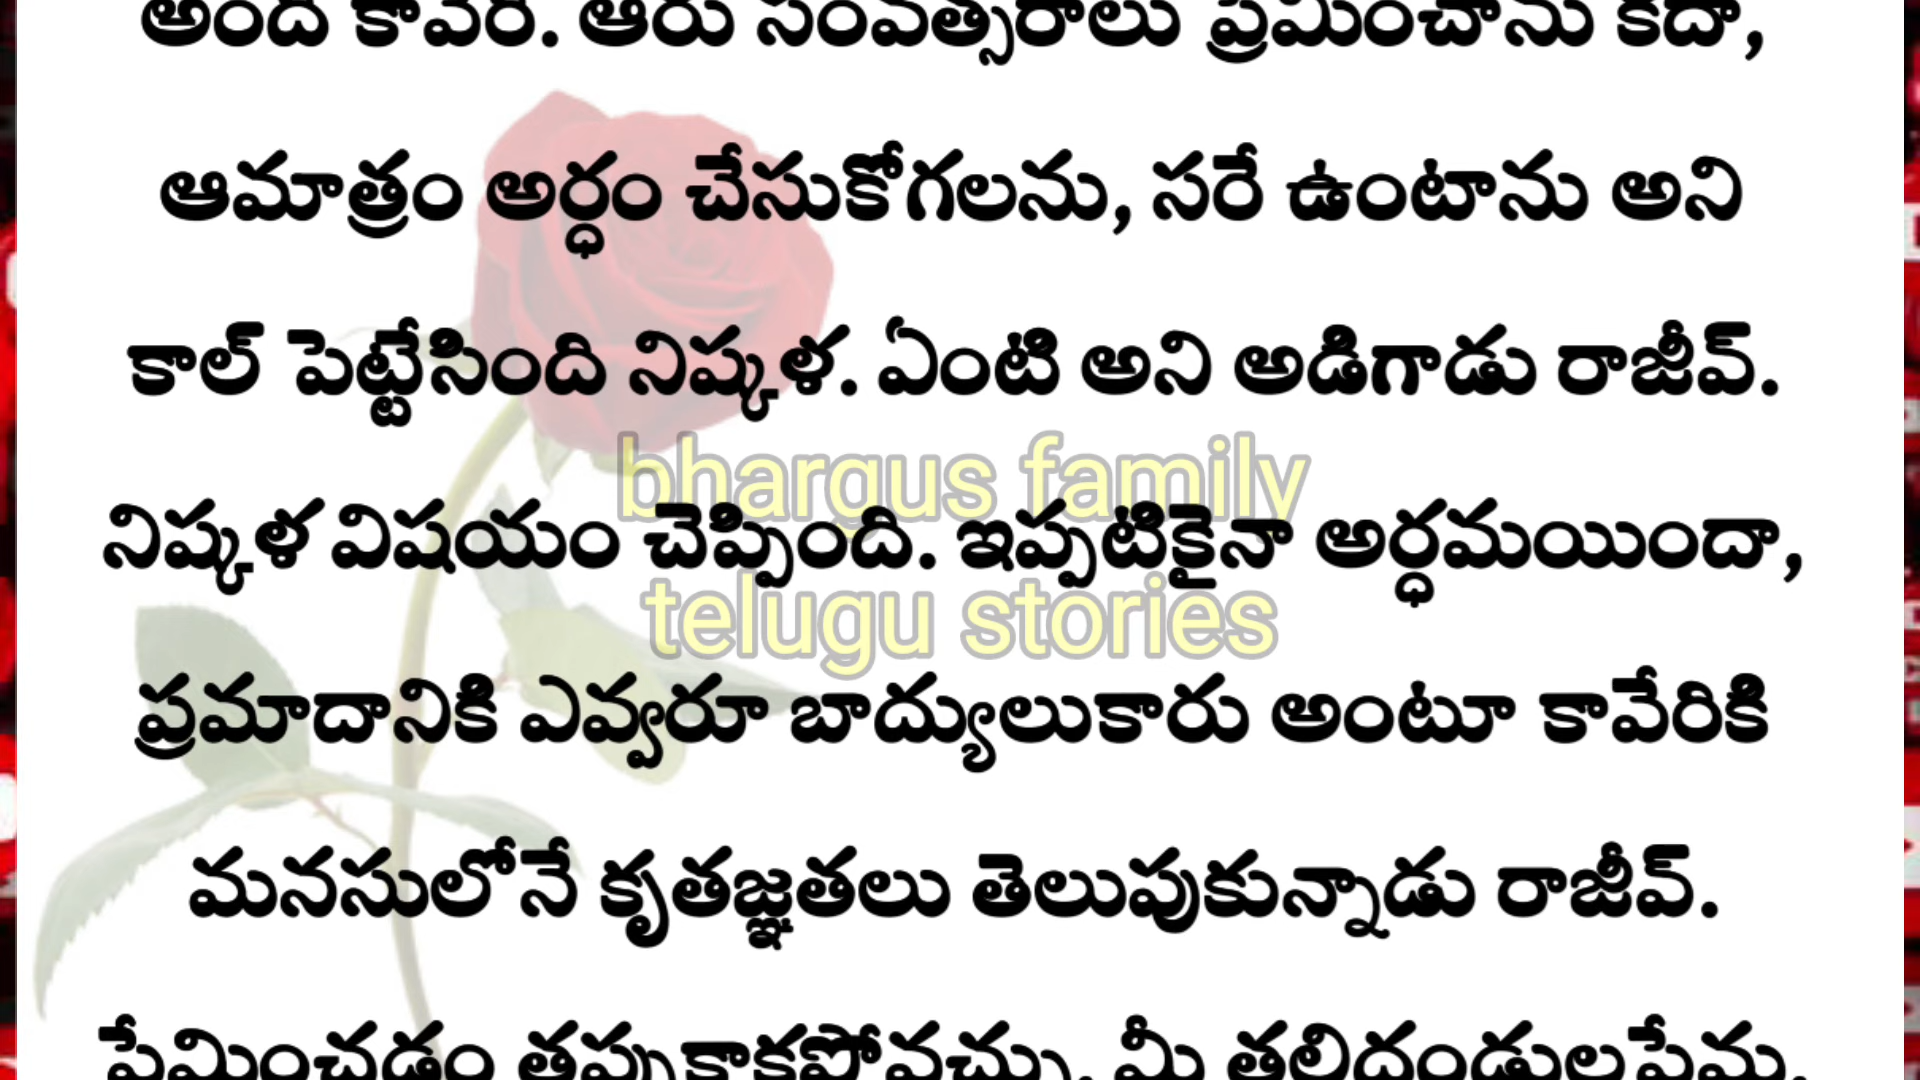 అంది కావేరి. ఆరు సంవత్సరాలు ప్రేమించాను కదా,
ఆమాత్రం అర్ధం చేసుకోగలను, సరే ఉంటాను అని
కాల్ పెట్టేసింది నిష్కళ. ఏంటి అని అడిగాడు రాజీవ్.
bhargus family
నిష్కళ విషయం చెప్పింది. ఇప్పటికైనా అర్ధమయిందా,
telugu stories
ప్రమాదానికి ఎవ్వరూ బాద్యులుకారు అంటూ కావేరికి
మనసులోనే కృతజ్ఞతలు తెలుపుకున్నాడు రాజీవ్.
ప్రేమించడం తప్పుకాకపోవచ్చు, మీ తల్లిదండ్రులప్రేమ,